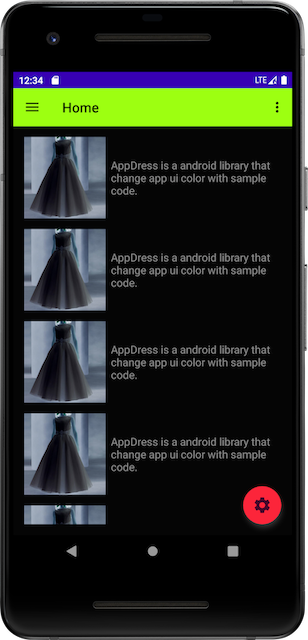 12:34 LTE
Home
AppDress is a android library that
change app ui color with sample
code.
AppDress is a android library that
change app ui color with sample
code.
AppDress is a android library that
change app ui color with sample
code.
AppDress is a android library that
change app ui color with sample
code.